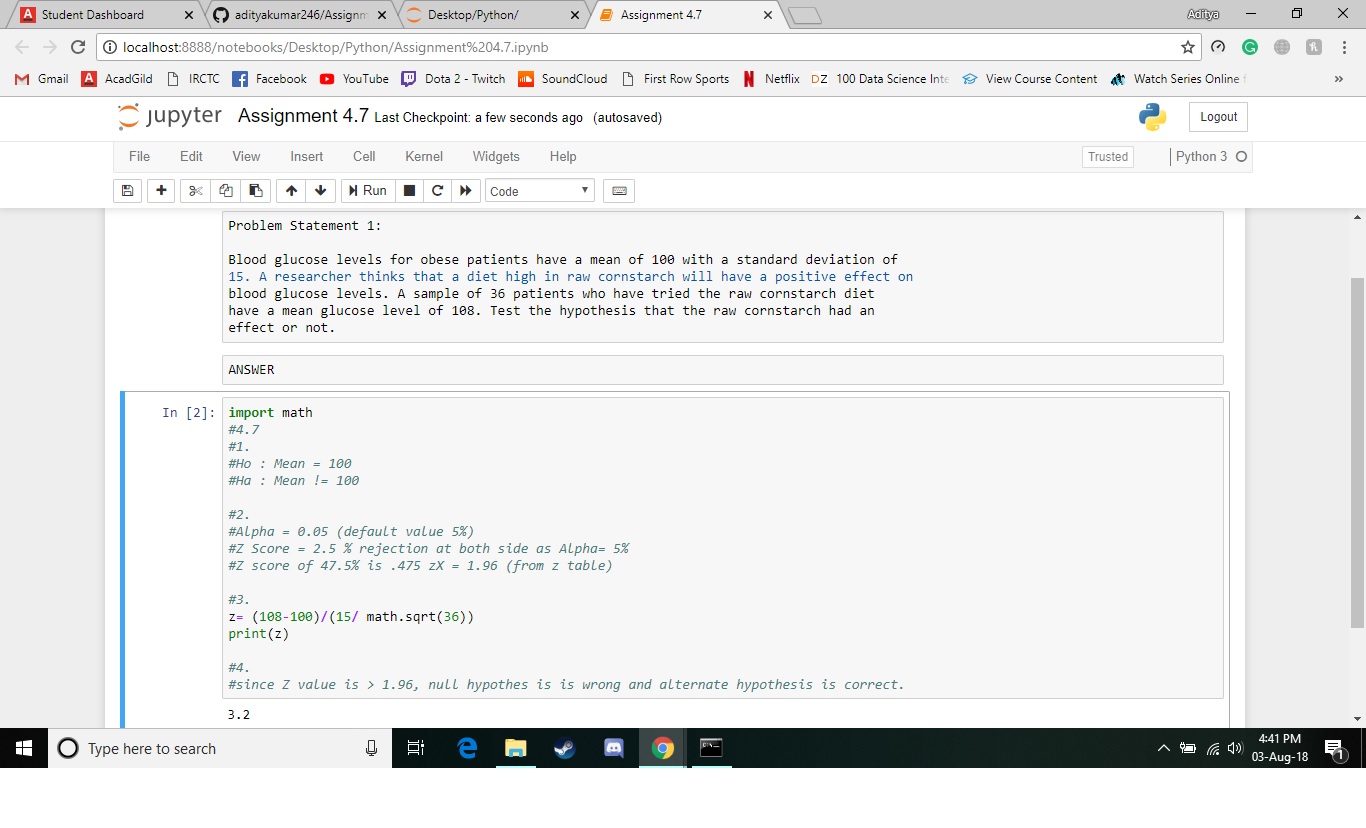 Student Dashboard
adityakumar246/Assignm
Desktop/Python/
Assignment 4.7
Aditya
localhost:8888/notebooks/Desktop/Python/Assignment%204.7.ipynb
Gmail
AcadGild
IRCTC
Facebook
YouTube
Dota 2 - Twitch
SoundCloud
First Row Sports
Netflix
DZ 100 Data Science Inte
View Course Content
Watch Series Online f
»
jupyter Assignment 4.7 Last Checkpoint: a few seconds ago (autosaved)
Logout
File Edit View Insert Cell Kernel Widgets Help
Trusted
Python 3
Run
Code
Problem Statement 1:
Blood glucose levels for obese patients have a mean of 100 with a standard deviation of
15. A researcher thinks that a diet high in raw cornstarch will have a positive effect on
blood glucose levels. A sample of 36 patients who have tried the raw cornstarch diet
have a mean glucose level of 108. Test the hypothesis that the raw cornstarch had an
effect or not.
ANSWER
In [2]:
import math
#4.7
#1.
#Ho : Mean = 100
#Ha : Mean != 100
#2.
#Alpha = 0.05 (default value 5%)
#Z Score = 2.5 % rejection at both side as Alpha= 5%
#Z score of 47.5% is .475 zX = 1.96 (from z table)
#3.
z= (108-100)/(15/ math.sqrt(36))
print(z)
#4.
#since Z value is > 1.96, null hypothes is is wrong and alternate hypothesis is correct.
3.2
Type here to search
4:41 PM
03-Aug-18
1